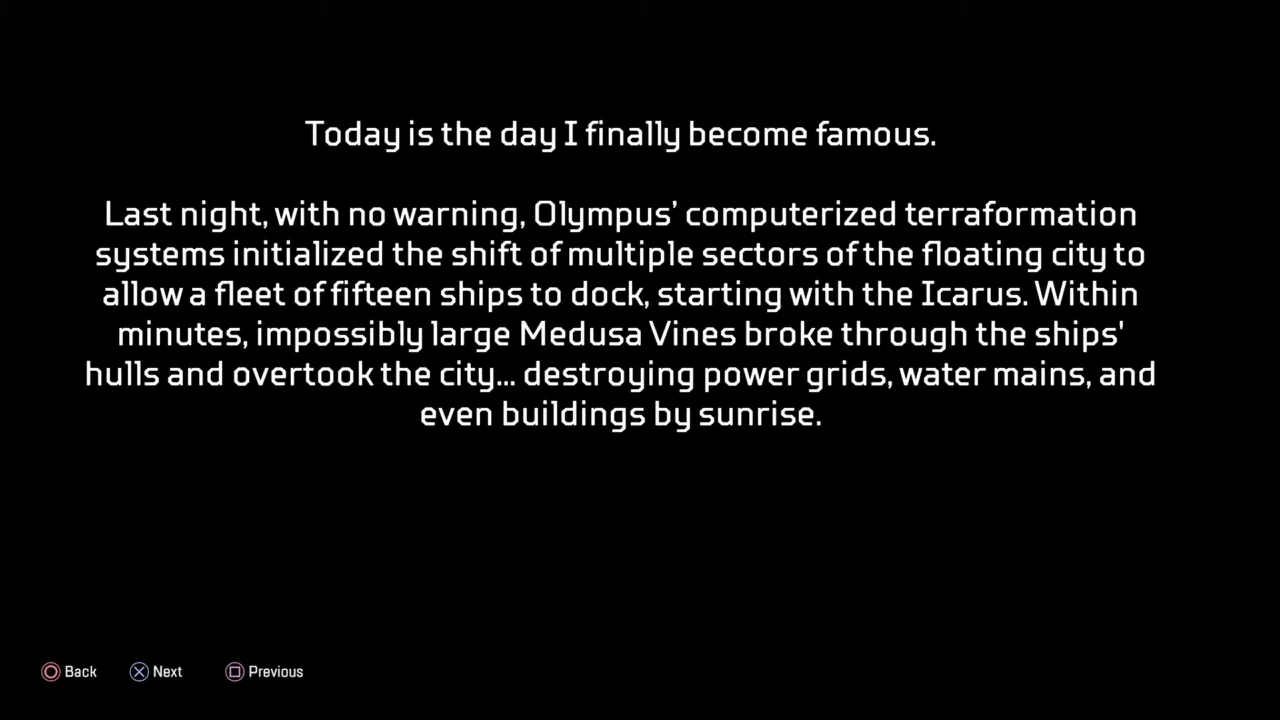 Today is the day I finally become famous.
Last night, with no warning, Olympus’ computerized terraformation
systems initialized the shift of multiple sectors of the floating city to
allow a fleet of fifteen ships to dock, starting with the Icarus. Within
minutes, impossibly large Medusa Vines broke through the ships'
hulls and overtook the city... destroying power grids, water mains, and
even buildings by sunrise.
Back Next Previous